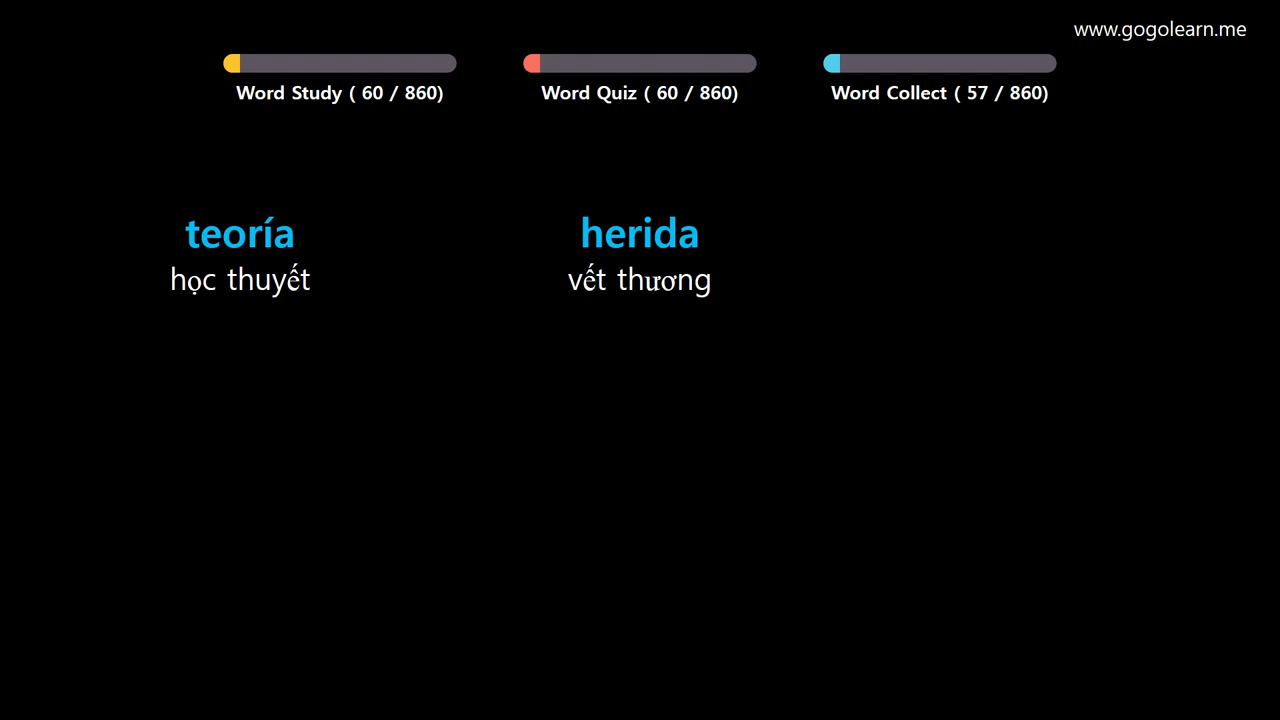 www.gogolearn.me
Word Study ( 60 / 860)
Word Quiz ( 60 / 860)
Word Collect ( 57 / 860)
teoría
học thuyết
herida
vết thương